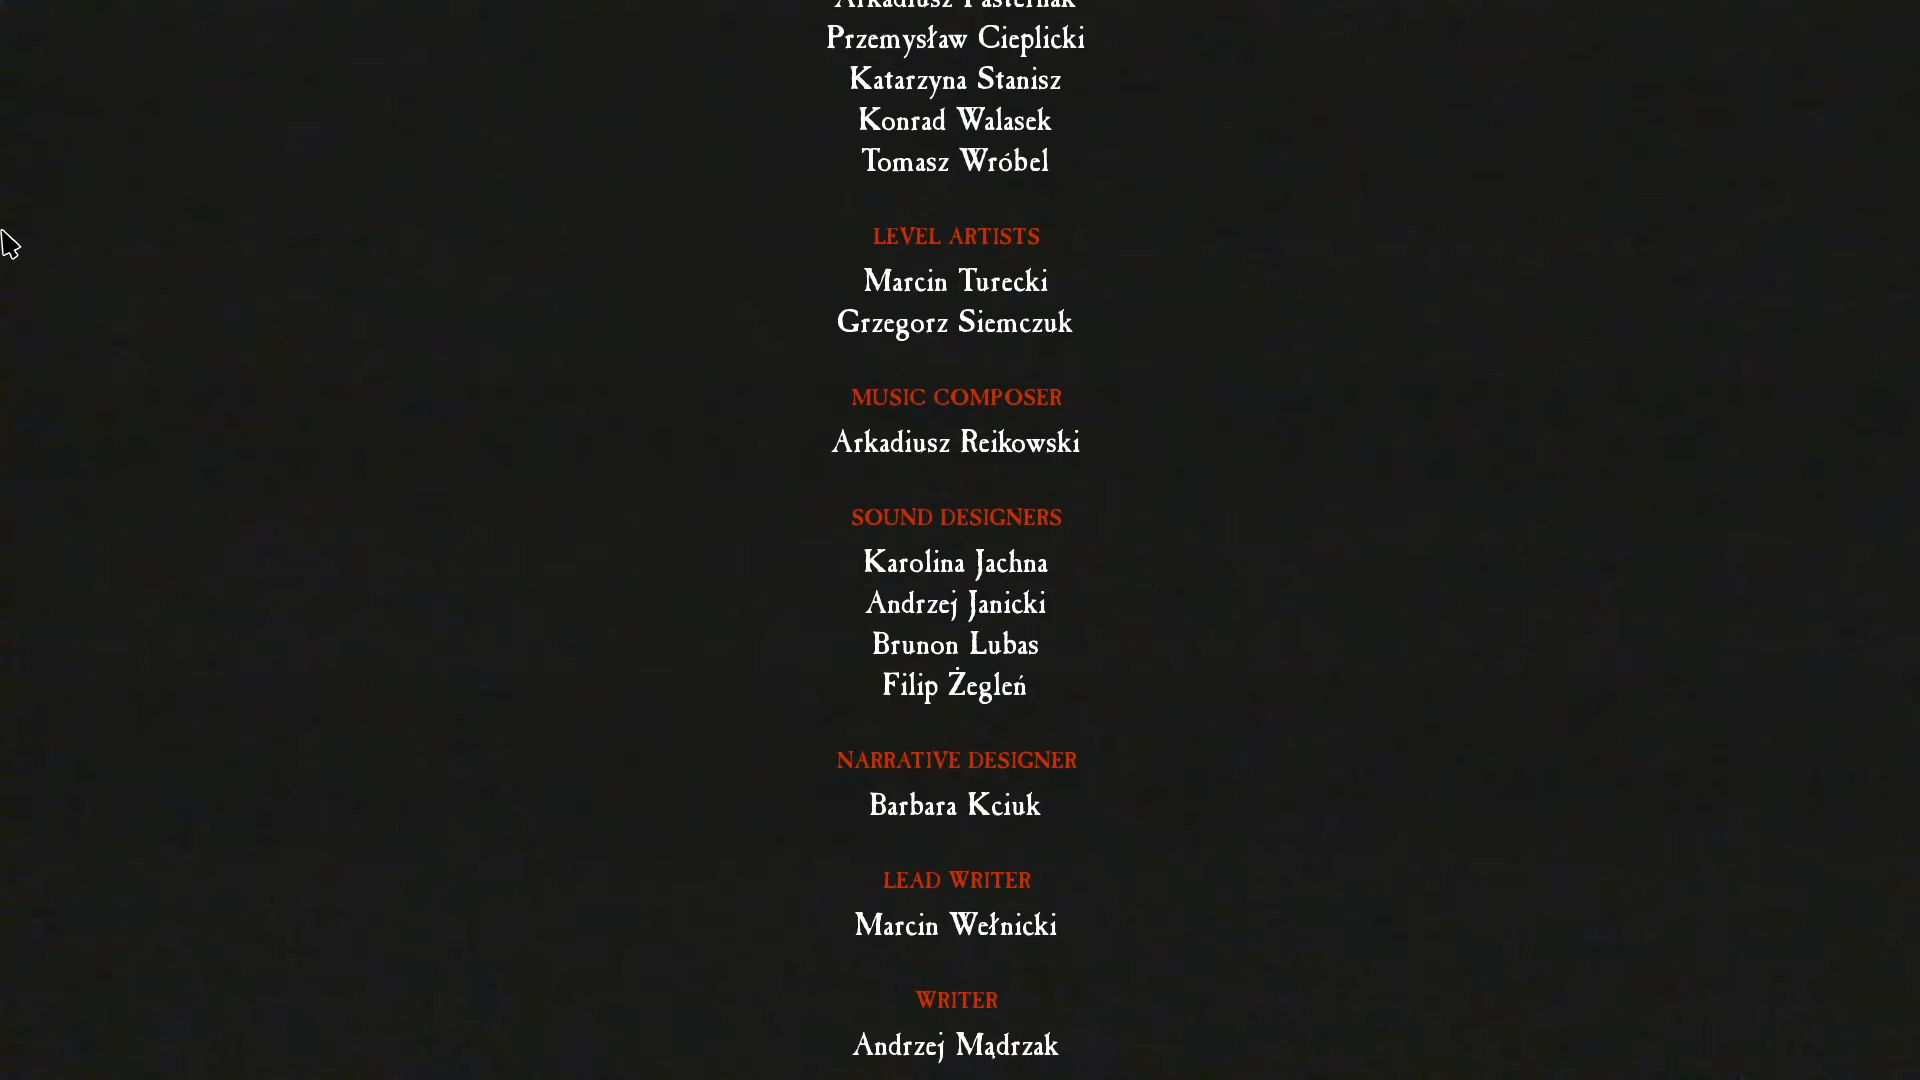 Arkadiusz Pasternak
Przemysław Cieplicki
Katarzyna Stanisz
Konrad Walasek
Tomasz Wróbel
LEVEL ARTISTS
Marcin Turecki
Grzegorz Siemczuk
MUSIC COMPOSER
Arkadiusz Reikowski
SOUND DESIGNERS
Karolina Jachna
Andrzej Janicki
Brunon Lubas
Filip Żegleń
NARRATIVE DESIGNER
Barbara Kciuk
LEAD WRITER
Marcin Wełnicki
WRITER
Andrzej Mądrzak